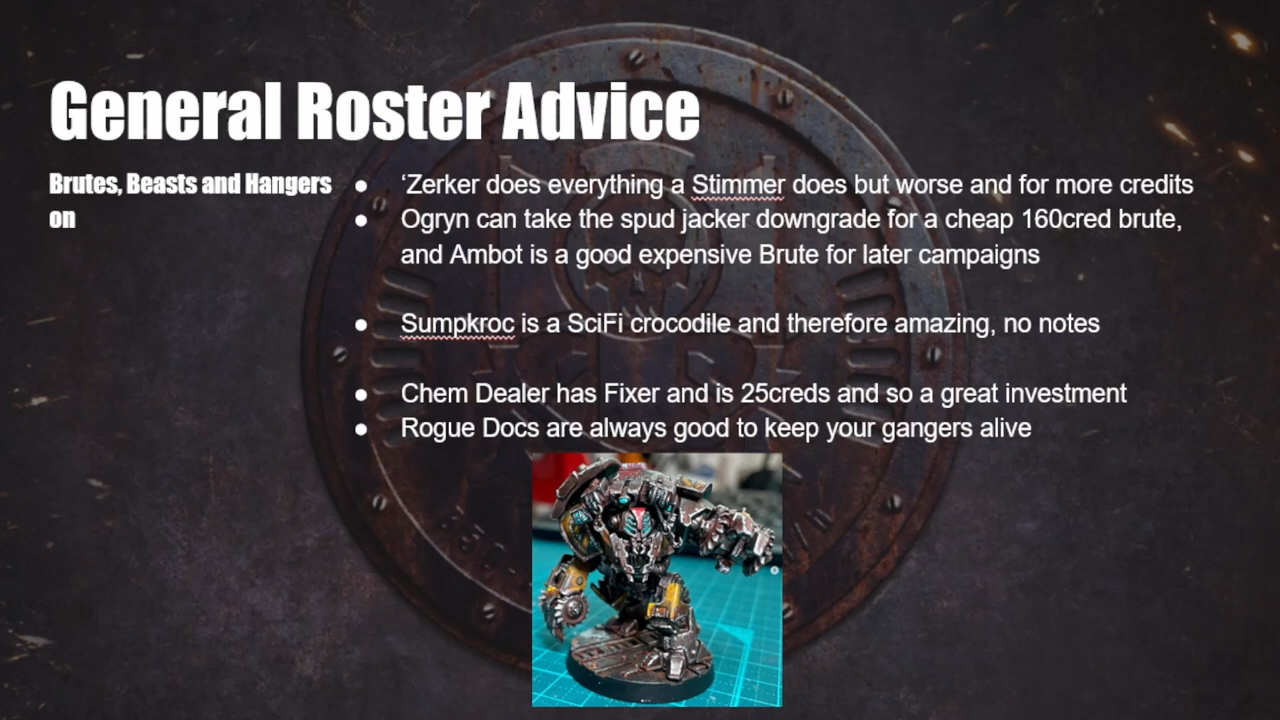 General Roster Advice
Brutes, Beasts and Hangers
on
● ‘Zerker does everything a Stimmer does but worse and for more credits
● Ogryn can take the spud jacker downgrade for a cheap 160cred brute,
and Ambot is a good expensive Brute for later campaigns
● Sumpkroc is a SciFi crocodile and therefore amazing, no notes
● Chem Dealer has Fixer and is 25creds and so a great investment
● Rogue Docs are always good to keep your gangers alive